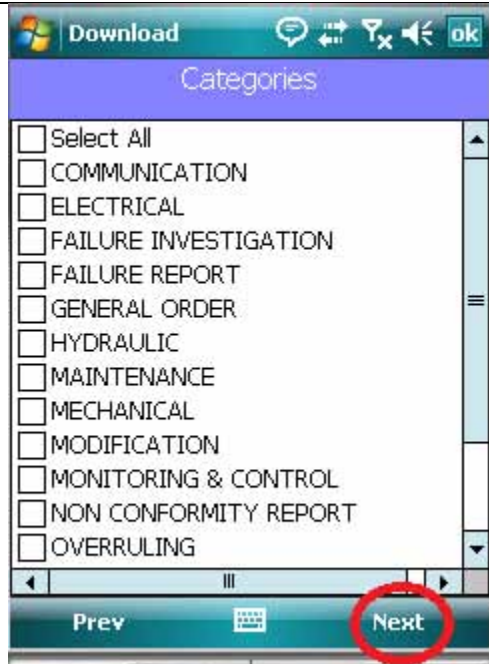 Download ok
Categories
Select All
COMMUNICATION
ELECTRICAL
FAILURE INVESTIGATION
FAILURE REPORT
GENERAL ORDER
HYDRAULIC
MAINTENANCE
MECHANICAL
MODIFICATION
MONITORING & CONTROL
NON CONFORMITY REPORT
OVERRULING
Prev Next